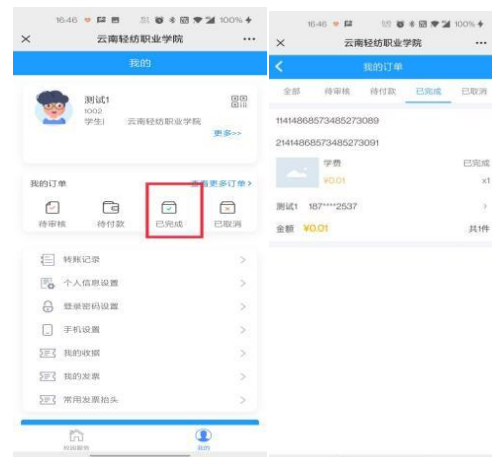 16:46
100%
云南轻纺职业学院
我的
测试1
1002
学生| 云南轻纺职业学院
更多>>
我的订单
查看更多订单>
待审核 待付款 已完成 已取消
转账记录
个人信息设置
登录密码设置
手机设置
我的收据
我的发票
常用发票抬头
校园服务 我的
16:46
100%
云南轻纺职业学院
我的订单
全部 待审核 待付款 已完成 已取消
11414868573485273089
21414868573485273091
学费 已完成
¥0.01 x1
测试1 187****2537
金额 ¥0.01 共1件